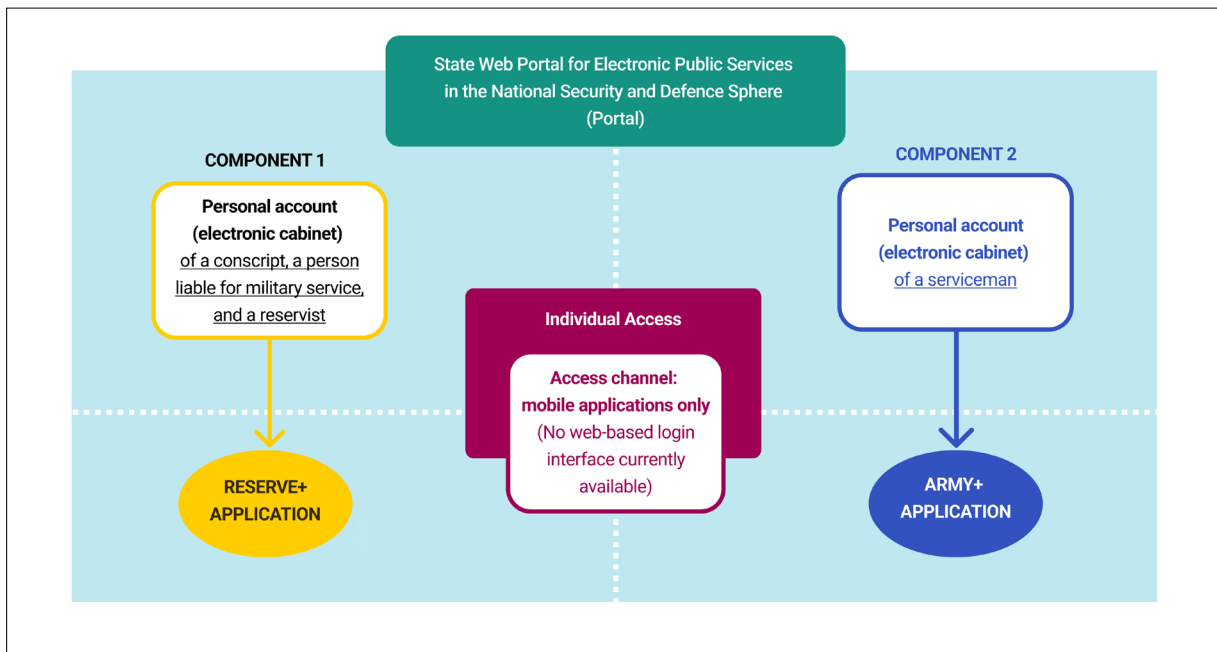 State Web Portal for Electronic Public Services
in the National Security and Defence Sphere
(Portal)
COMPONENT 1
Personal account
(electronic cabinet)
of a conscript, a person
liable for military service,
and a reservist
COMPONENT 2
Personal account
(electronic cabinet)
of a serviceman
Individual Access
Access channel:
mobile applications only
(No web-based login
interface currently
available)
RESERVE+
APPLICATION
ARMY+
APPLICATION